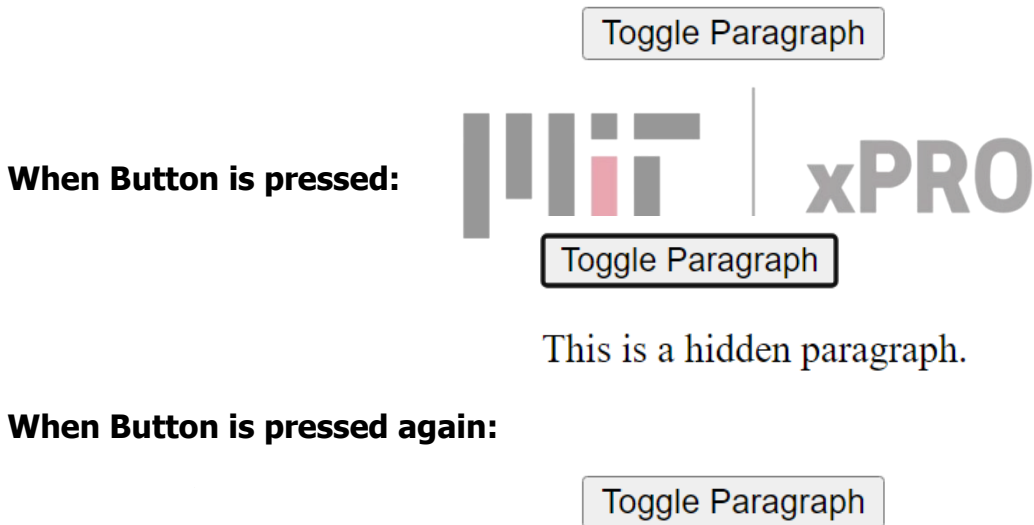 Toggle Paragraph
MIT xPRO
When Button is pressed:
Toggle Paragraph
This is a hidden paragraph.
When Button is pressed again:
Toggle Paragraph